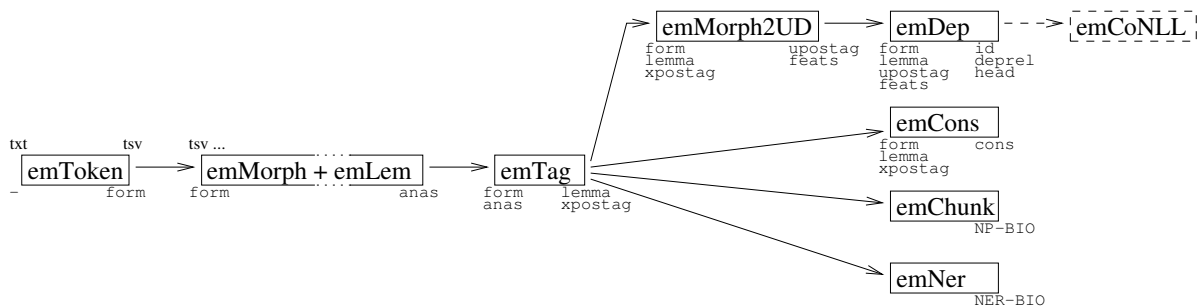 emMorph2UD emDep emCoNLL
form upostag form id
lemma feats lemma deprel
xpostag upostag head
feats
emCons
form cons
lemma
xpostag
txt tsv tsv ...
emToken emMorph + emLem emTag
– form form anas form lemma
anas xpostag
emChunk
NP-BIO
emNer
NER-BIO